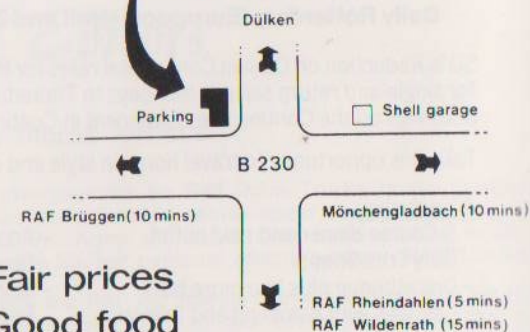 Dülken
Parking
Shell garage
B 230
RAF Brüggen (10 mins)
Mönchengladbach (10 mins)
Fair prices
Good food
RAF Rheindahlen (5 mins)
RAF Wildenrath (15 mins)